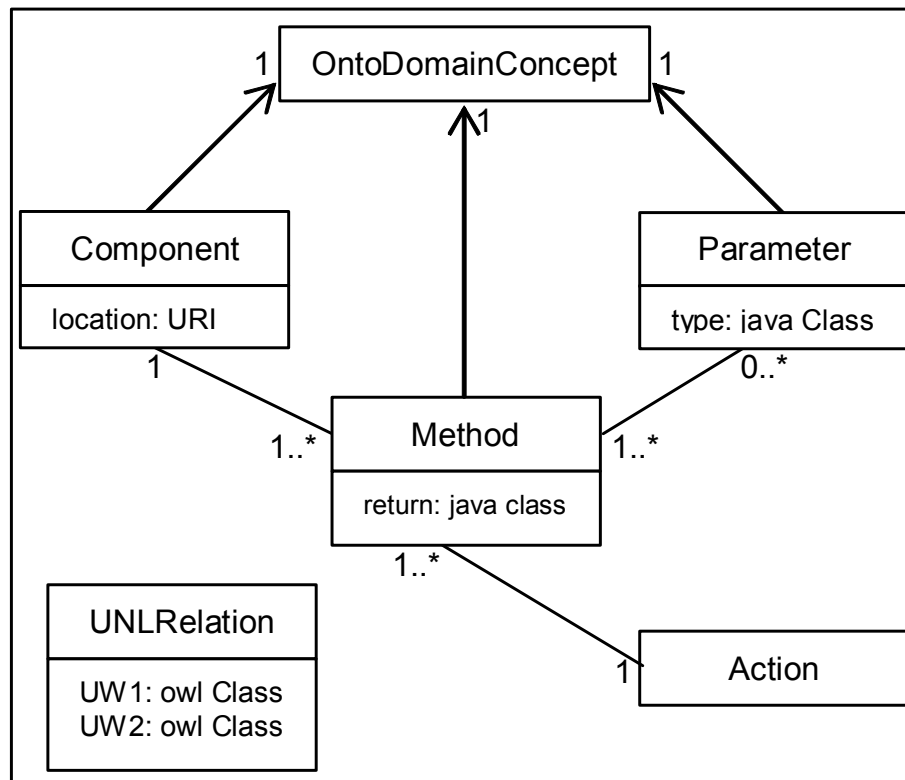 1 OntoDomainConcept 1
1
Component
location: URI
Parameter
type: java Class
1
0..*
1..*
Method
1..*
return: java class
1..*
UNLRelation
UW1: owl Class
UW2: owl Class
1
Action